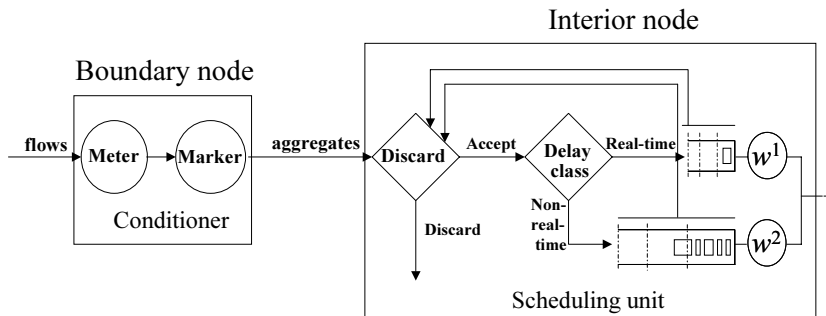 Interior node
Boundary node
flows
Meter
Marker
Conditioner
aggregates
Discard
Accept
Delay
class
Real-time
w1
Non-
real-
time
Discard
w2
Scheduling unit